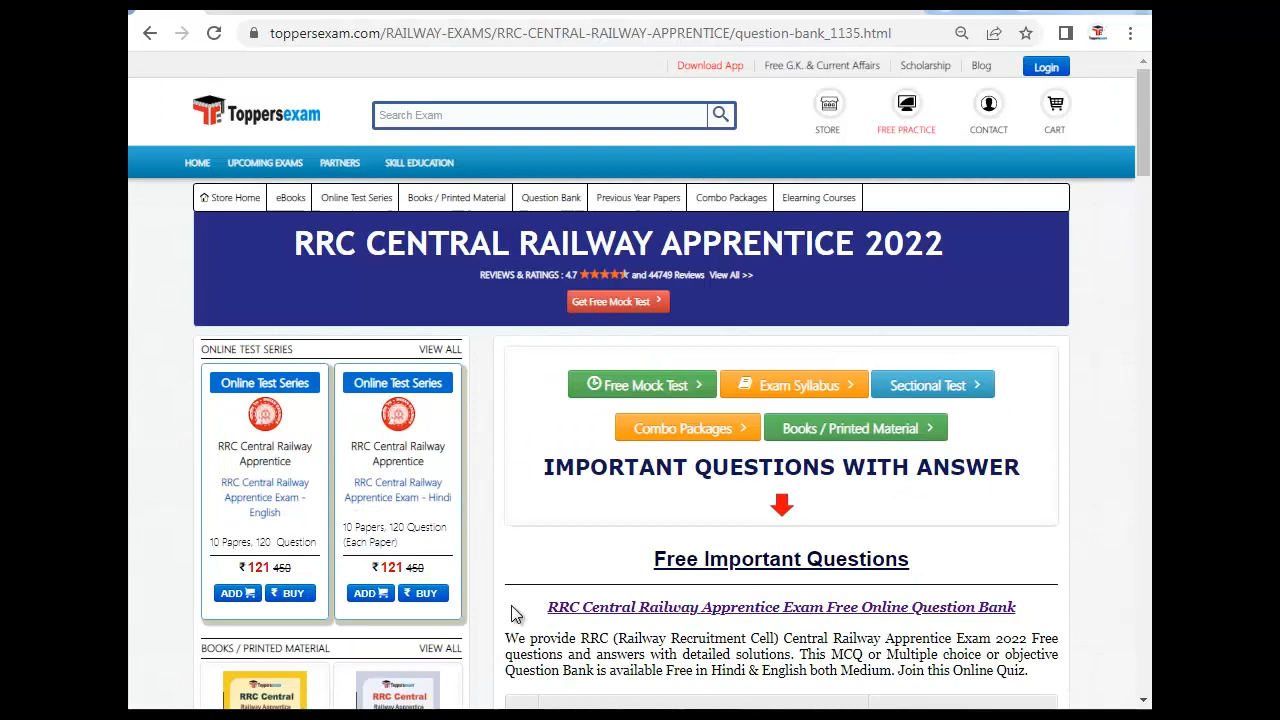 toppersexam.com/RAILWAY-EXAMS/RRC-CENTRAL-RAILWAY-APPRENTICE/question-bank_1135.html
Download App Free G.K. & Current Affairs Scholarship Blog Login
Toppersexam
Search Exam
STORE FREE PRACTICE CONTACT CART
HOME UPCOMING EXAMS PARTNERS SKILL EDUCATION
Store Home eBooks Online Test Series Books / Printed Material Question Bank Previous Year Papers Combo Packages Elearning Courses
RRC CENTRAL RAILWAY APPRENTICE 2022
REVIEWS & RATINGS : 4.7 and 44749 Reviews View All >>
Get Free Mock Test
ONLINE TEST SERIES VIEW ALL
Online Test Series
RRC Central Railway
Apprentice
RRC Central Railway
Apprentice Exam -
English
10 Papres, 120 Question
₹ 121 450
ADD ₹ BUY
Online Test Series
RRC Central Railway
Apprentice
RRC Central Railway
Apprentice Exam - Hindi
10 Papers, 120 Question
(Each Paper)
₹ 121 450
ADD ₹ BUY
BOOKS / PRINTED MATERIAL VIEW ALL
Toppersexam
RRC Central
Railway Apprentice
Toppersexam
RRC Central
Railway Apprentice
Free Mock Test Exam Syllabus Sectional Test
Combo Packages Books / Printed Material
IMPORTANT QUESTIONS WITH ANSWER
Free Important Questions
RRC Central Railway Apprentice Exam Free Online Question Bank
We provide RRC (Railway Recruitment Cell) Central Railway Apprentice Exam 2022 Free
questions and answers with detailed solutions. This MCQ or Multiple choice or objective
Question Bank is available Free in Hindi & English both Medium. Join this Online Quiz.